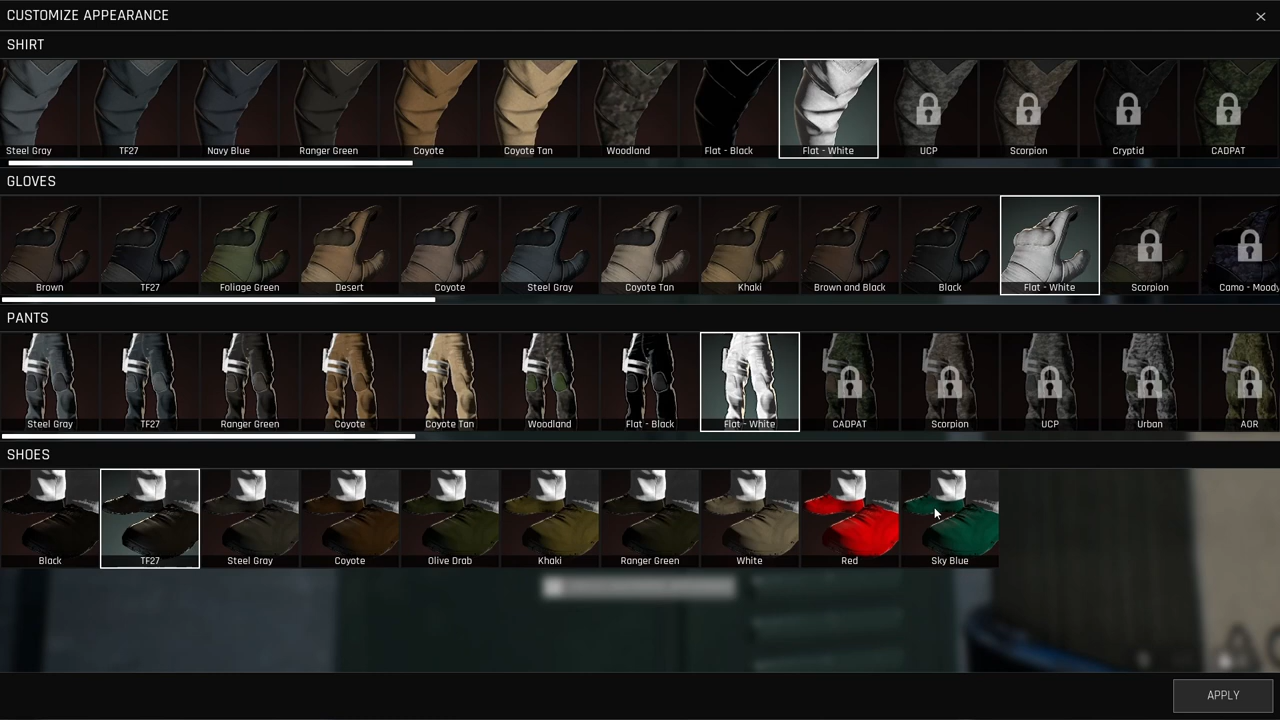 CUSTOMIZE APPEARANCE
SHIRT
Steel Gray TF27 Navy Blue Ranger Green Coyote Coyote Tan Woodland Flat - Black Flat - White UCP Scorpion Cryptid CADPAT
GLOVES
Brown TF27 Foliage Green Desert Coyote Steel Gray Coyote Tan Khaki Brown and Black Black Flat - White Scorpion Camo - Moody
PANTS
Steel Gray TF27 Ranger Green Coyote Coyote Tan Woodland Flat - Black Flat - White CADPAT Scorpion UCP Urban AOR
SHOES
Black TF27 Steel Gray Coyote Olive Drab Khaki Ranger Green White Red Sky Blue
APPLY